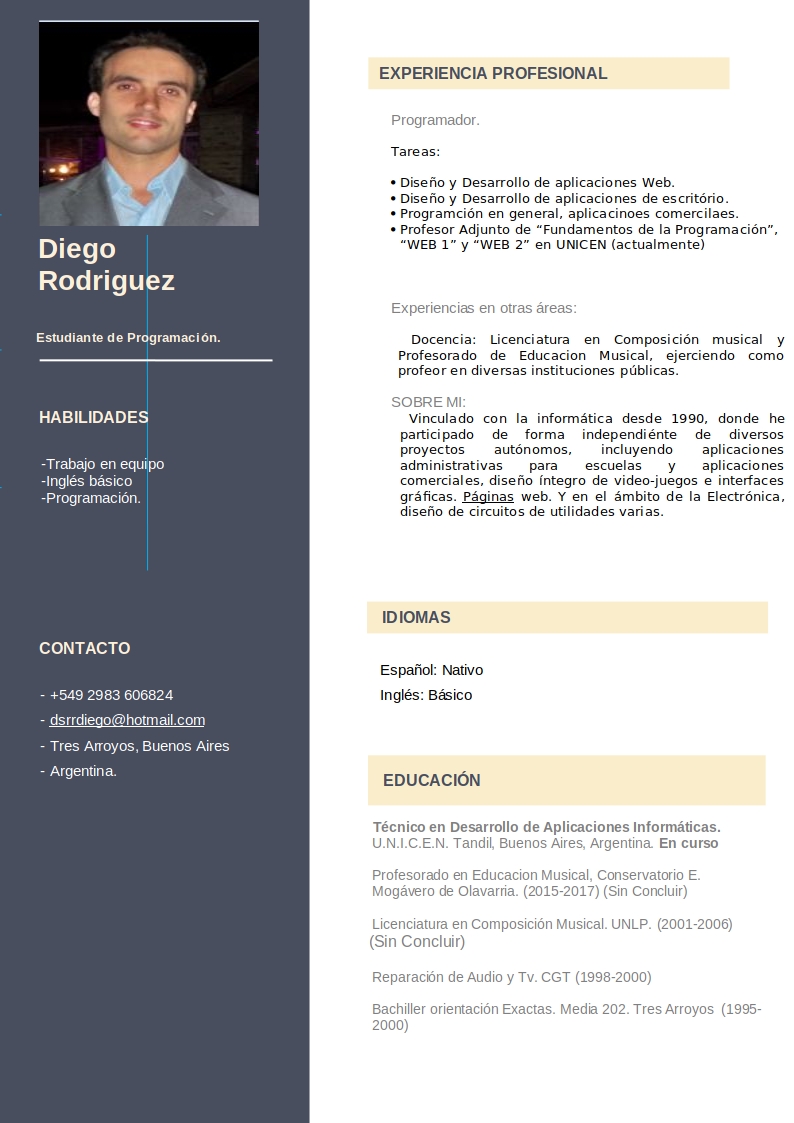 Diego
Rodriguez
Estudiante de Programación.
HABILIDADES
-Trabajo en equipo
-Inglés básico
-Programación.
CONTACTO
- +549 2983 606824
- dsrrdiego@hotmail.com
- Tres Arroyos, Buenos Aires
- Argentina.
EXPERIENCIA PROFESIONAL
Programador.
Tareas:
• Diseño y Desarrollo de aplicaciones Web.
• Diseño y Desarrollo de aplicaciones de escritório.
• Programción en general, aplicacinoes comercilaes.
• Profesor Adjunto de “Fundamentos de la Programación”,
“WEB 1” y “WEB 2” en UNICEN (actualmente)
Experiencias en otras áreas:
Docencia: Licenciatura en Composición musical y
Profesorado de Educacion Musical, ejerciendo como
profeor en diversas instituciones públicas.
SOBRE MI:
Vinculado con la informática desde 1990, donde he
participado de forma independiénte de diversos
proyectos autónomos, incluyendo aplicaciones
administrativas para escuelas y aplicaciones
comerciales, diseño íntegro de video-juegos e interfaces
gráficas. Páginas web. Y en el ámbito de la Electrónica,
diseño de circuitos de utilidades varias.
IDIOMAS
Español: Nativo
Inglés: Básico
EDUCACIÓN
Técnico en Desarrollo de Aplicaciones Informáticas.
U.N.I.C.E.N. Tandil, Buenos Aires, Argentina. En curso
Profesorado en Educacion Musical, Conservatorio E.
Mogávero de Olavarria. (2015-2017) (Sin Concluir)
Licenciatura en Composición Musical. UNLP. (2001-2006)
(Sin Concluir)
Reparación de Audio y Tv. CGT (1998-2000)
Bachiller orientación Exactas. Media 202. Tres Arroyos (1995-
2000)